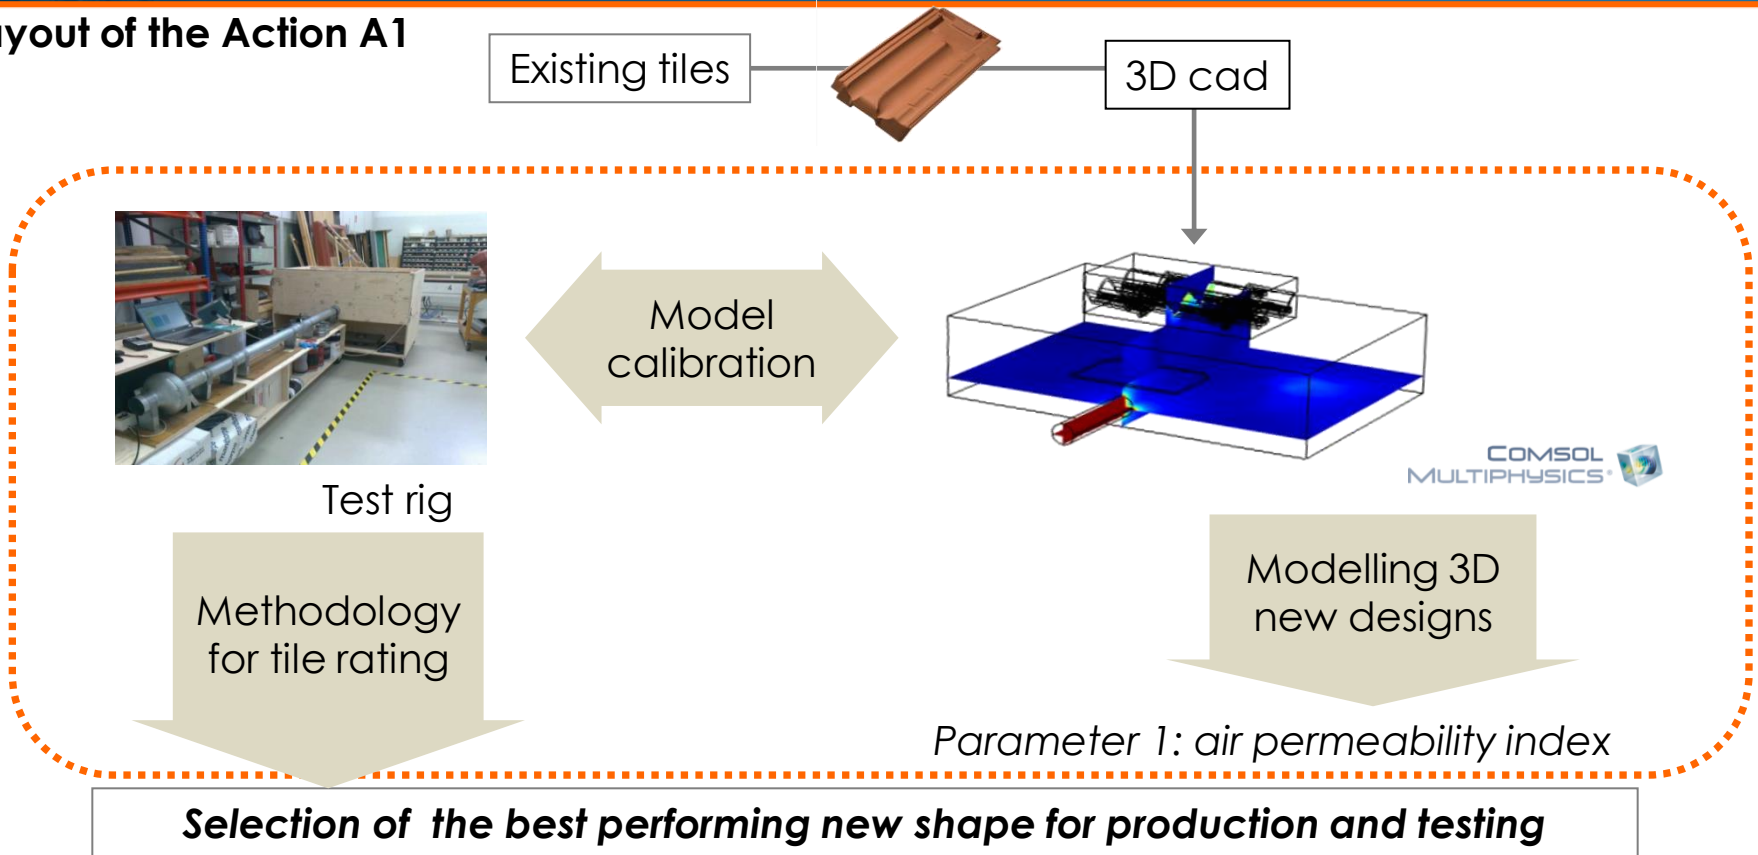 yout of the Action A1
Existing tiles
3D cad
Model
calibration
COMSOL
MULTIPHYSICS®
Test rig
Methodology
for tile rating
Modelling 3D
new designs
Parameter 1: air permeability index
Selection of the best performing new shape for production and testing